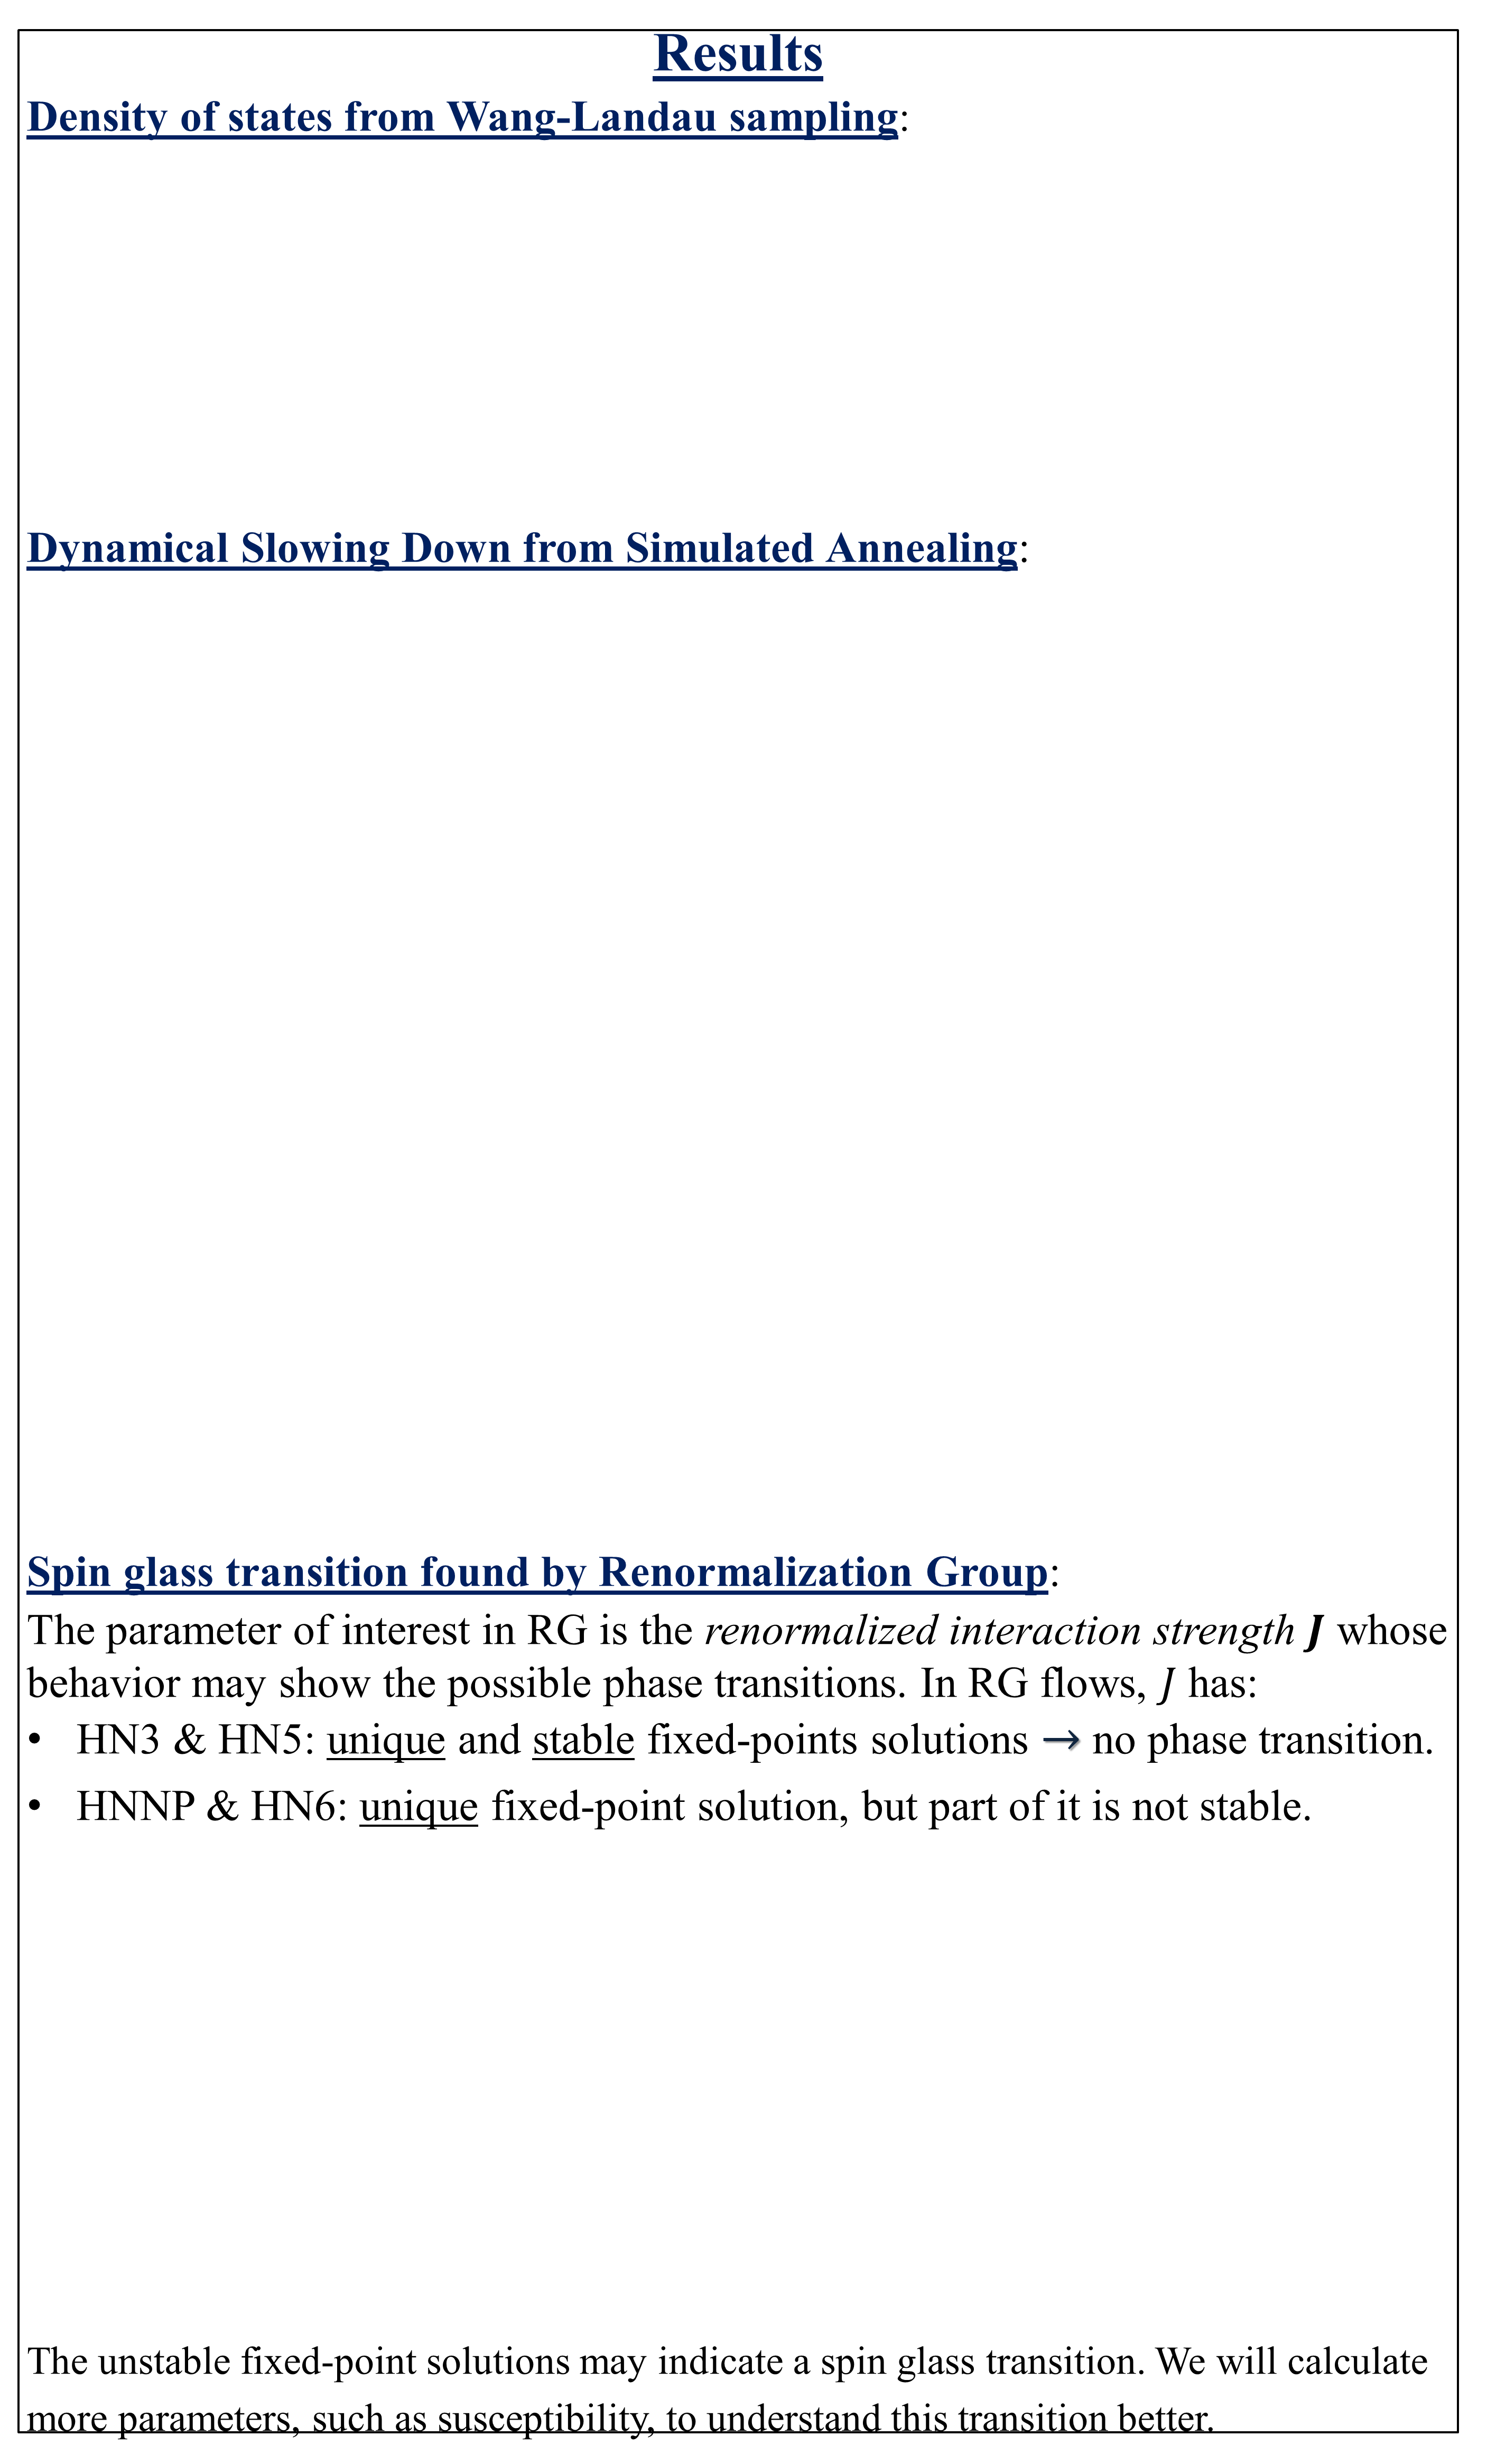 Results
Density of states from Wang-Landau sampling:
Dynamical Slowing Down from Simulated Annealing:
Spin glass transition found by Renormalization Group:
The parameter of interest in RG is the renormalized interaction strength J whose
behavior may show the possible phase transitions. In RG flows, J has:
• HN3 & HN5: unique and stable fixed-points solutions → no phase transition.
• HNNP & HN6: unique fixed-point solution, but part of it is not stable.
The unstable fixed-point solutions may indicate a spin glass transition. We will calculate
more parameters, such as susceptibility, to understand this transition better.